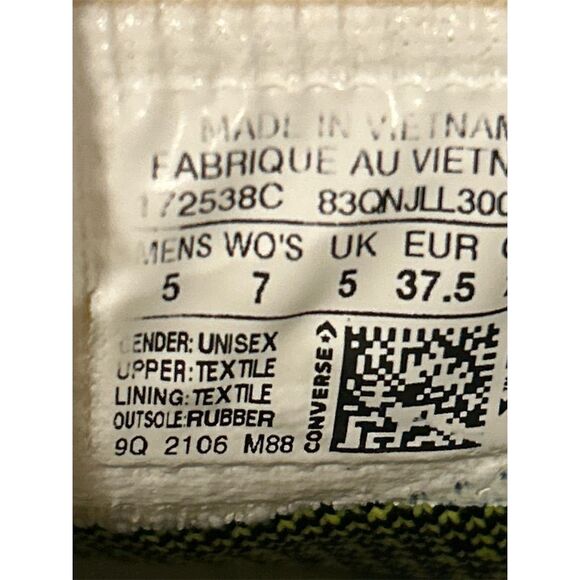 MADE IN VIETNAM
FABRIQUE AU VIETN
172538C 83QNJLL300
MENS WO'S UK EUR
5 7 5 37.5
GENDER: UNISEX
UPPER: TEXTILE
LINING: TEXTILE
OUTSOLE:RUBBER
9Q 2106 M88
CONVERSE